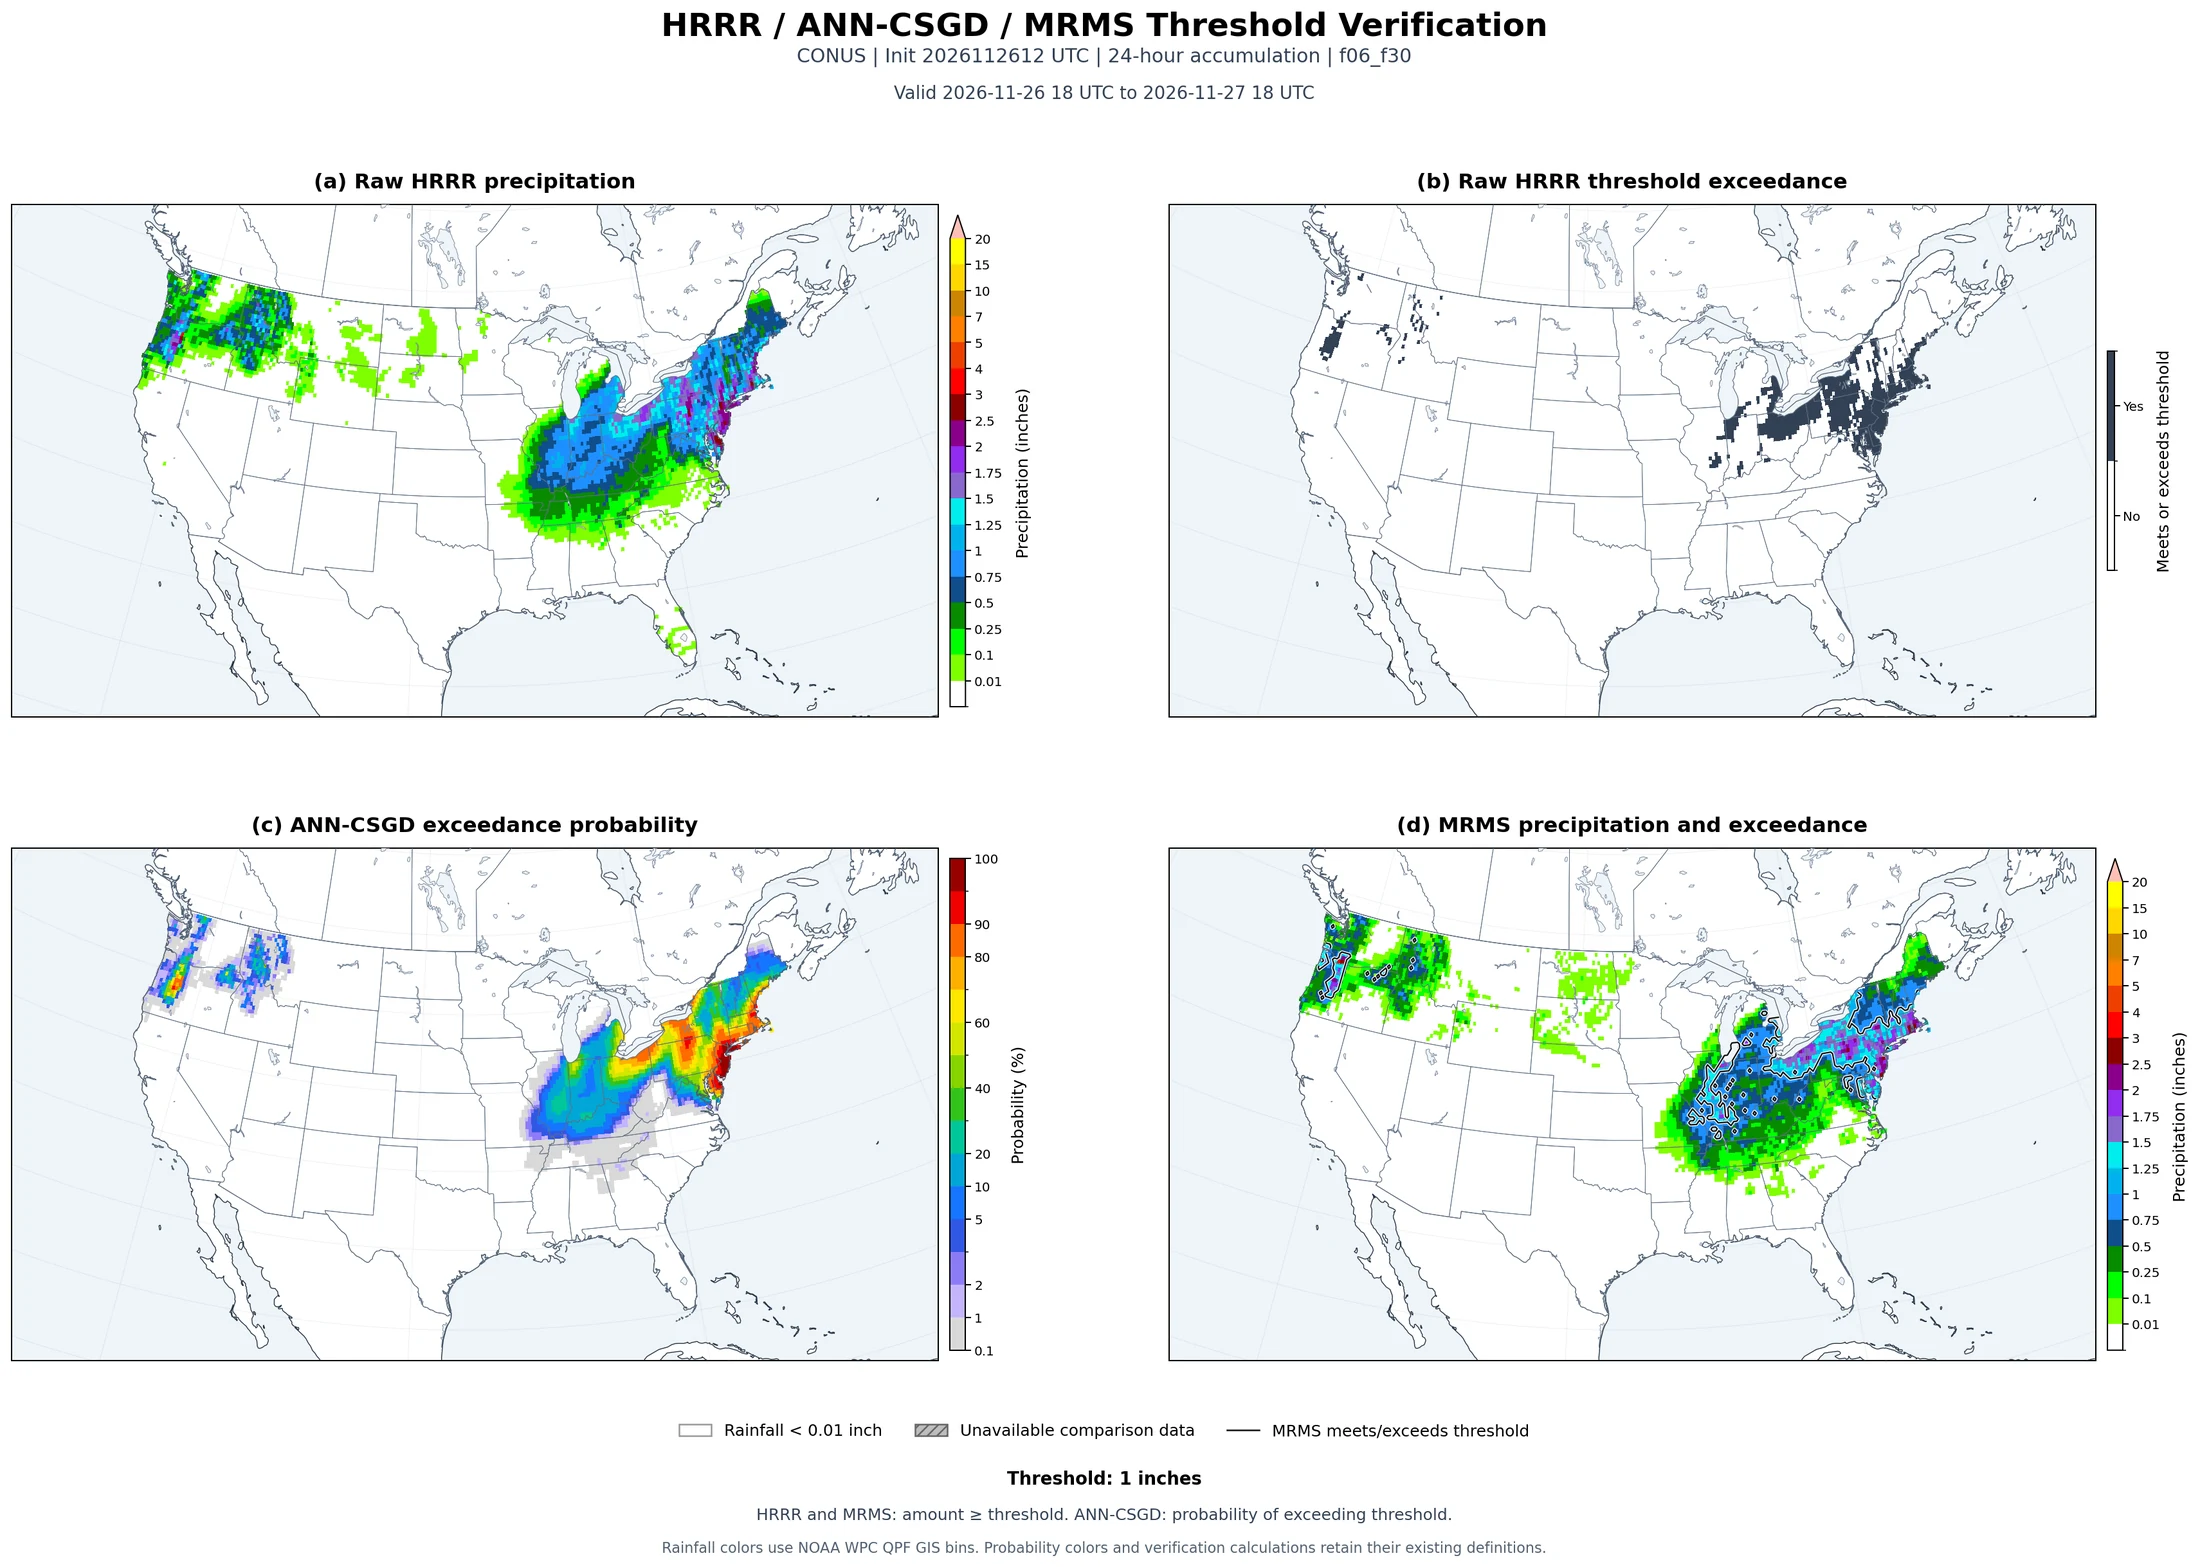 HRRR / ANN-CSGD / MRMS Threshold Verification
CONUS | Init 2026112612 UTC | 24-hour accumulation | f06_f30
Valid 2026-11-26 18 UTC to 2026-11-27 18 UTC
(a) Raw HRRR precipitation
20
15
10
7
5
4
3
2.5
2
1.75
1.5
1.25
1
0.75
0.5
0.25
0.1
0.01
Precipitation (inches)
(b) Raw HRRR threshold exceedance
Yes
No
Meets or exceeds threshold
(c) ANN-CSGD exceedance probability
100
90
80
60
40
20
10
5
2
1
0.1
Probability (%)
(d) MRMS precipitation and exceedance
20
15
10
7
5
4
3
2.5
2
1.75
1.5
1.25
1
0.75
0.5
0.25
0.1
0.01
Precipitation (inches)
Rainfall < 0.01 inch
Unavailable comparison data
MRMS meets/exceeds threshold
Threshold: 1 inches
HRRR and MRMS: amount ≥ threshold. ANN-CSGD: probability of exceeding threshold.
Rainfall colors use NOAA WPC QPF GIS bins. Probability colors and verification calculations retain their existing definitions.